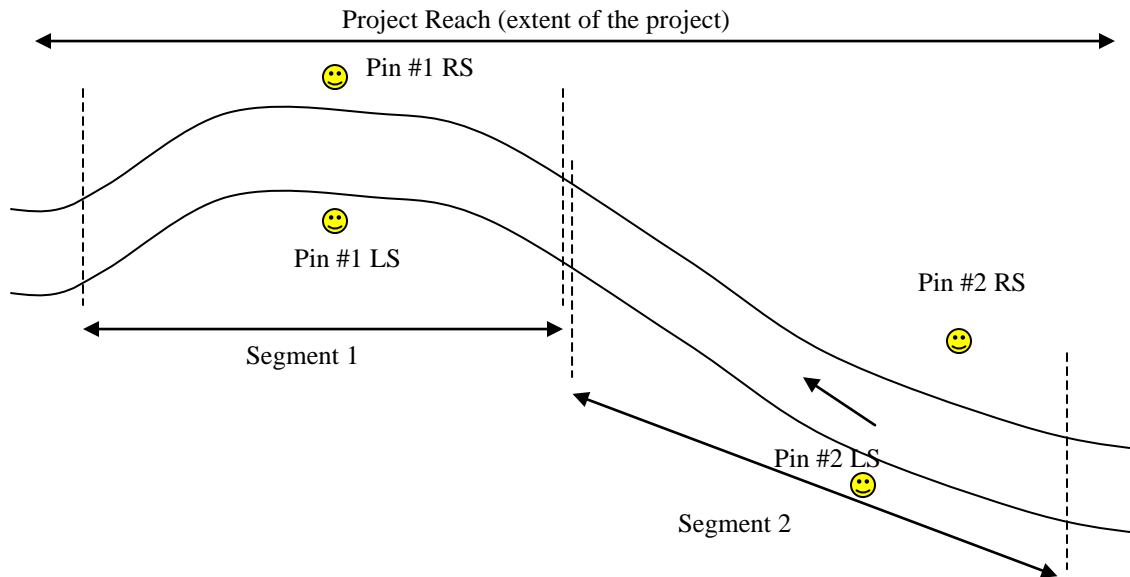 Project Reach (extent of the project)
Pin #1 RS
Pin #1 LS
Pin #2 RS
Segment 1
Pin #2 LS
Segment 2